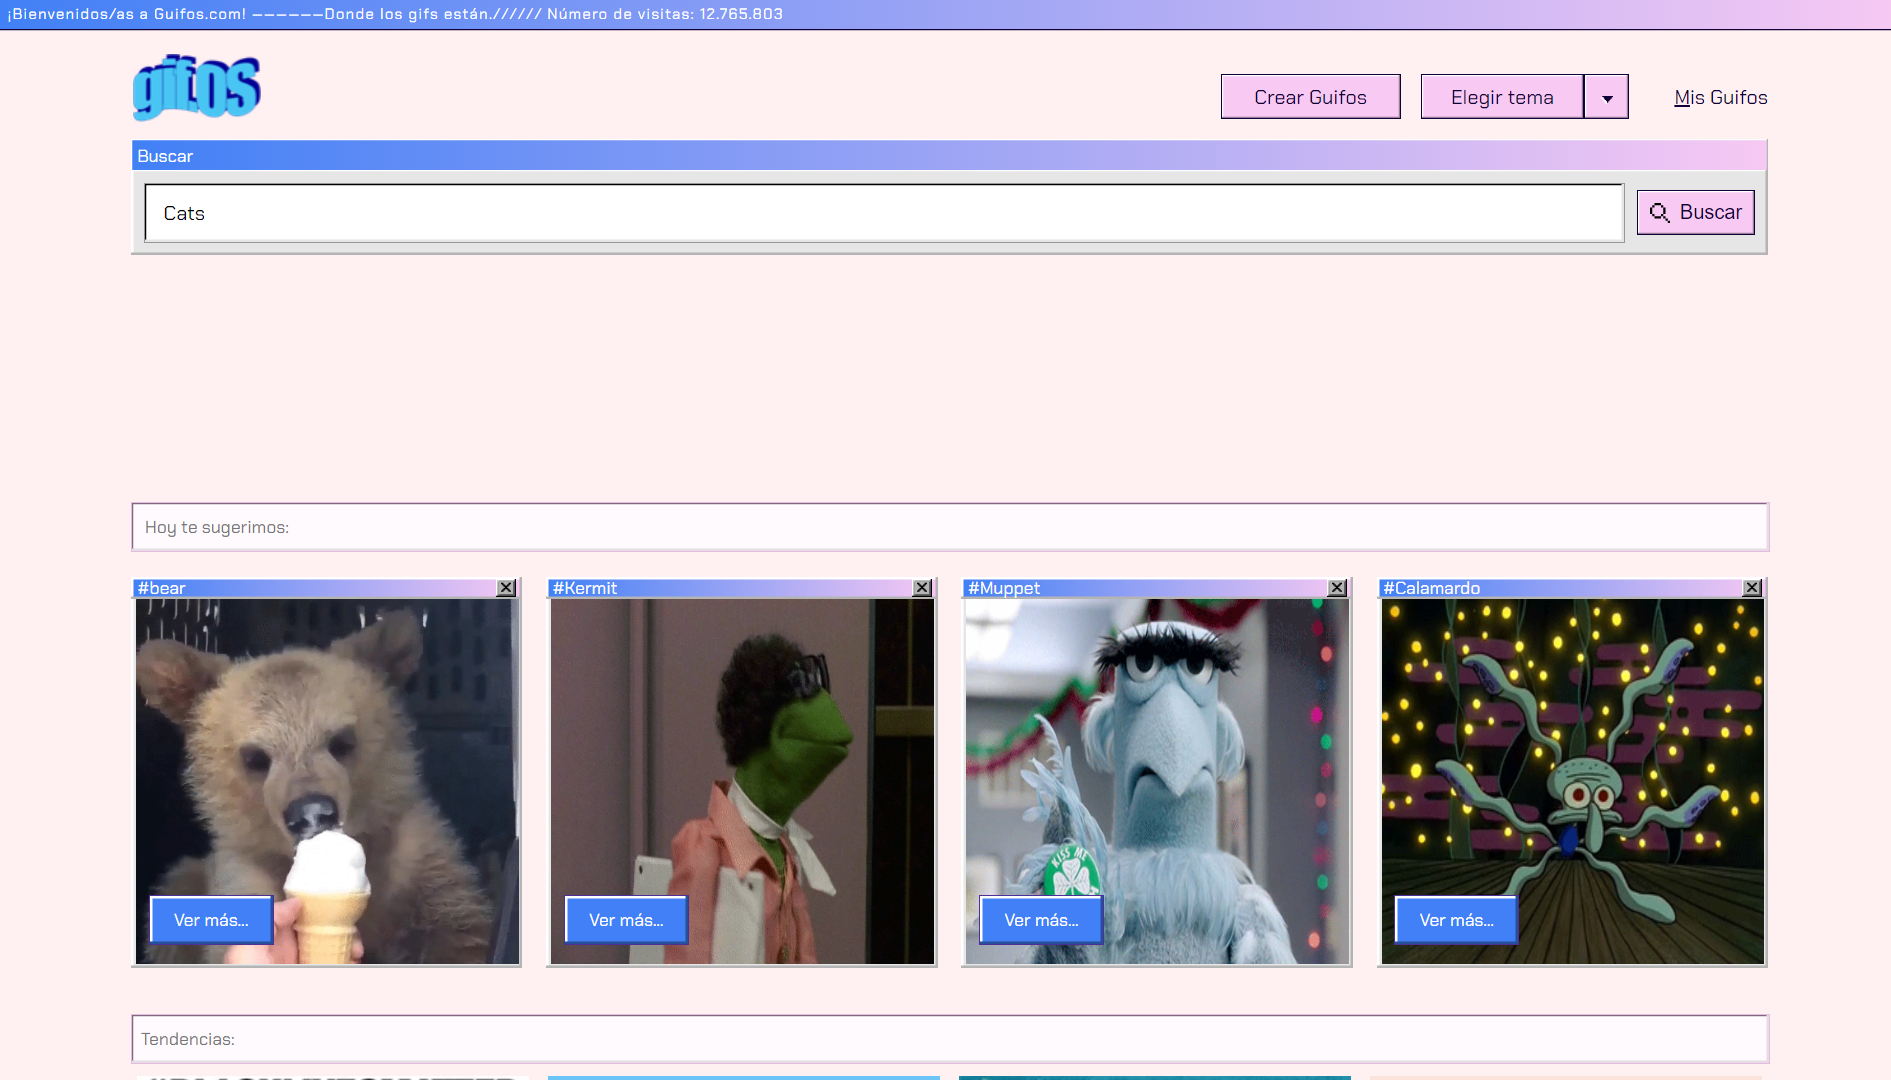 ¡Bienvenidos/as a Guifos.com! ——————Donde los gifs están.////// Número de visitas: 12.765.803
gifos
Crear Guifos
Elegir tema
Mis Guifos
Buscar
Cats
Buscar
Hoy te sugerimos:
#bear
#Kermit
#Muppet
#Calamardo
KISS ME
Ver más...
Ver más...
Ver más...
Ver más...
Tendencias: